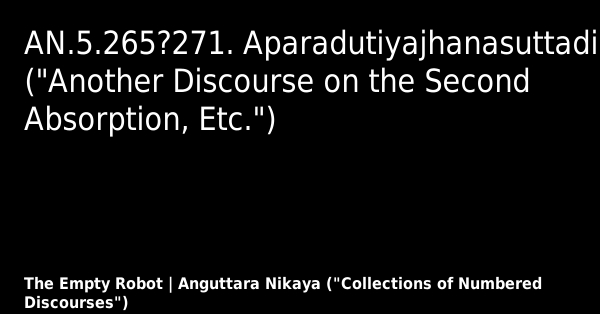 AN.5.265?271. Aparadutiyajhanasuttadi
("Another Discourse on the Second
Absorption, Etc.")
The Empty Robot | Anguttara Nikaya ("Collections of Numbered
Discourses")